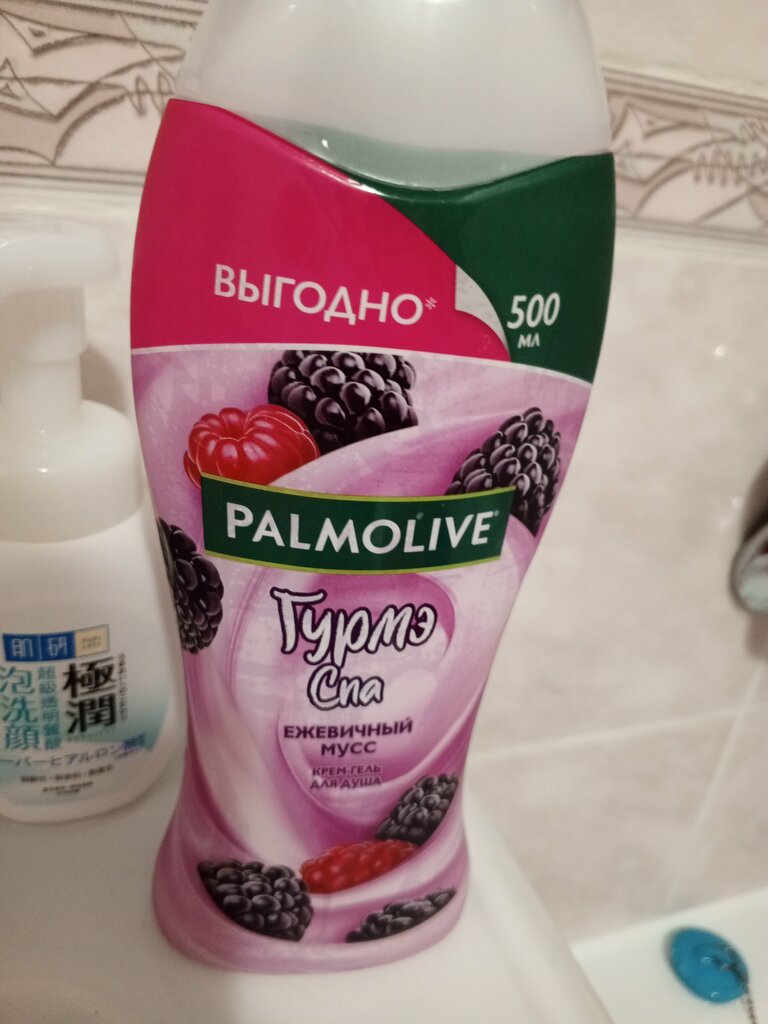 ВЫГОДНО*
500
МЛ
PALMOLIVE
Гурмэ
Спа
ЕЖЕВИЧНЫЙ
МУСС
КРЕМ-ГЕЛЬ
ДЛЯ ДУША
肌研
極潤
泡洗顔